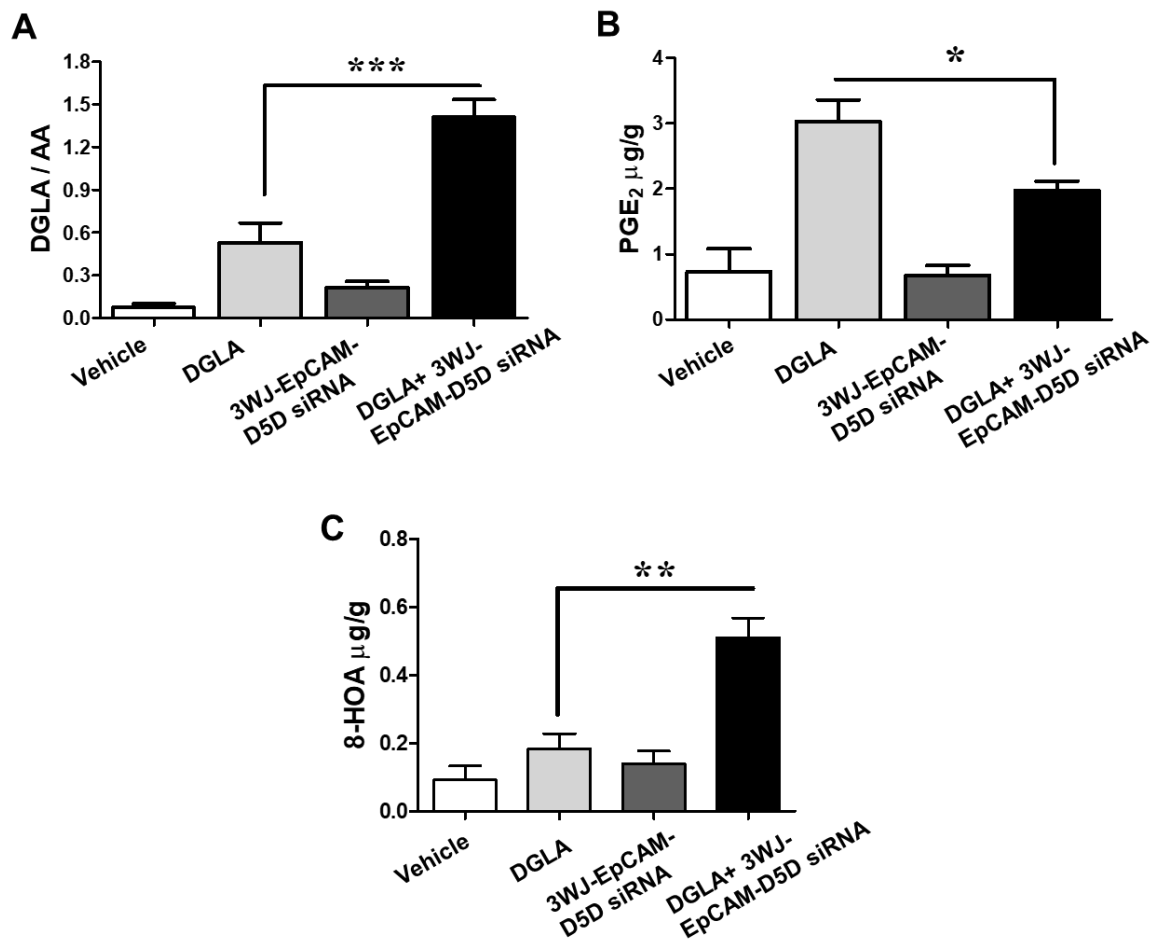 A
DGLA / AA
1.8
1.5
1.2
0.9
0.6
0.3
0.0
***
Vehicle
DGLA
3WJ-EpCAM-
D5D siRNA
DGLA+ 3WJ-
EpCAM-D5D siRNA
B
PGE₂ μg/g
4
3
2
1
0
*
Vehicle
DGLA
3WJ-EpCAM-
D5D siRNA
DGLA+ 3WJ-
EpCAM-D5D siRNA
C
8-HOA μg/g
0.8
0.6
0.4
0.2
0.0
**
Vehicle
DGLA
3WJ-EpCAM-
D5D siRNA
DGLA+ 3WJ-
EpCAM-D5D siRNA